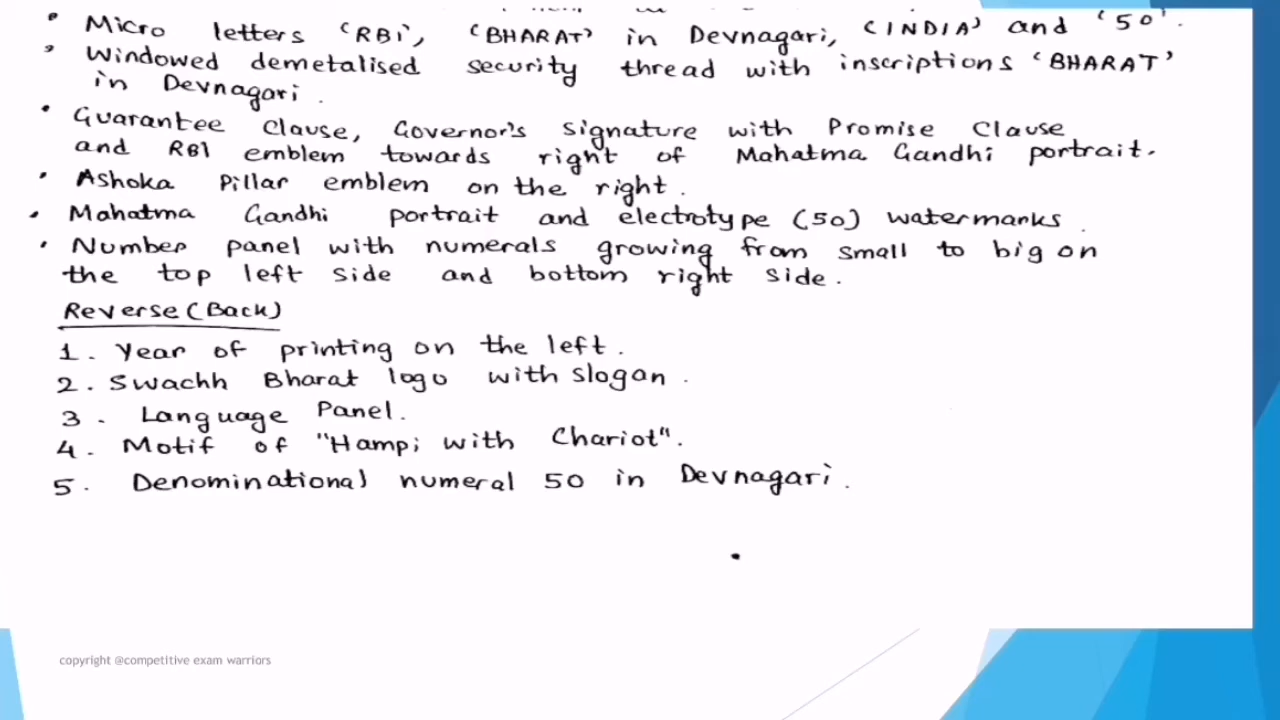 • Micro letters 'RBI', 'BHARAT' in Devnagari, 'INDIA' and '50'.
• Windowed demetalised security thread with inscriptions 'BHARAT'
in Devnagari.
• Guarantee clause, Governor's signature with Promise Clause
and RBI emblem towards right of Mahatma Gandhi portrait.
• Ashoka Pillar emblem on the right.
• Mahatma Gandhi portrait and electrotype (50) watermarks.
• Number panel with numerals growing from small to big on
the top left side and bottom right side.
Reverse (Back)
1. Year of printing on the left.
2. Swachh Bharat logo with slogan.
3. Language Panel.
4. Motif of "Hampi with Chariot".
5. Denominational numeral 50 in Devnagari.
copyright @competitive exam warriors